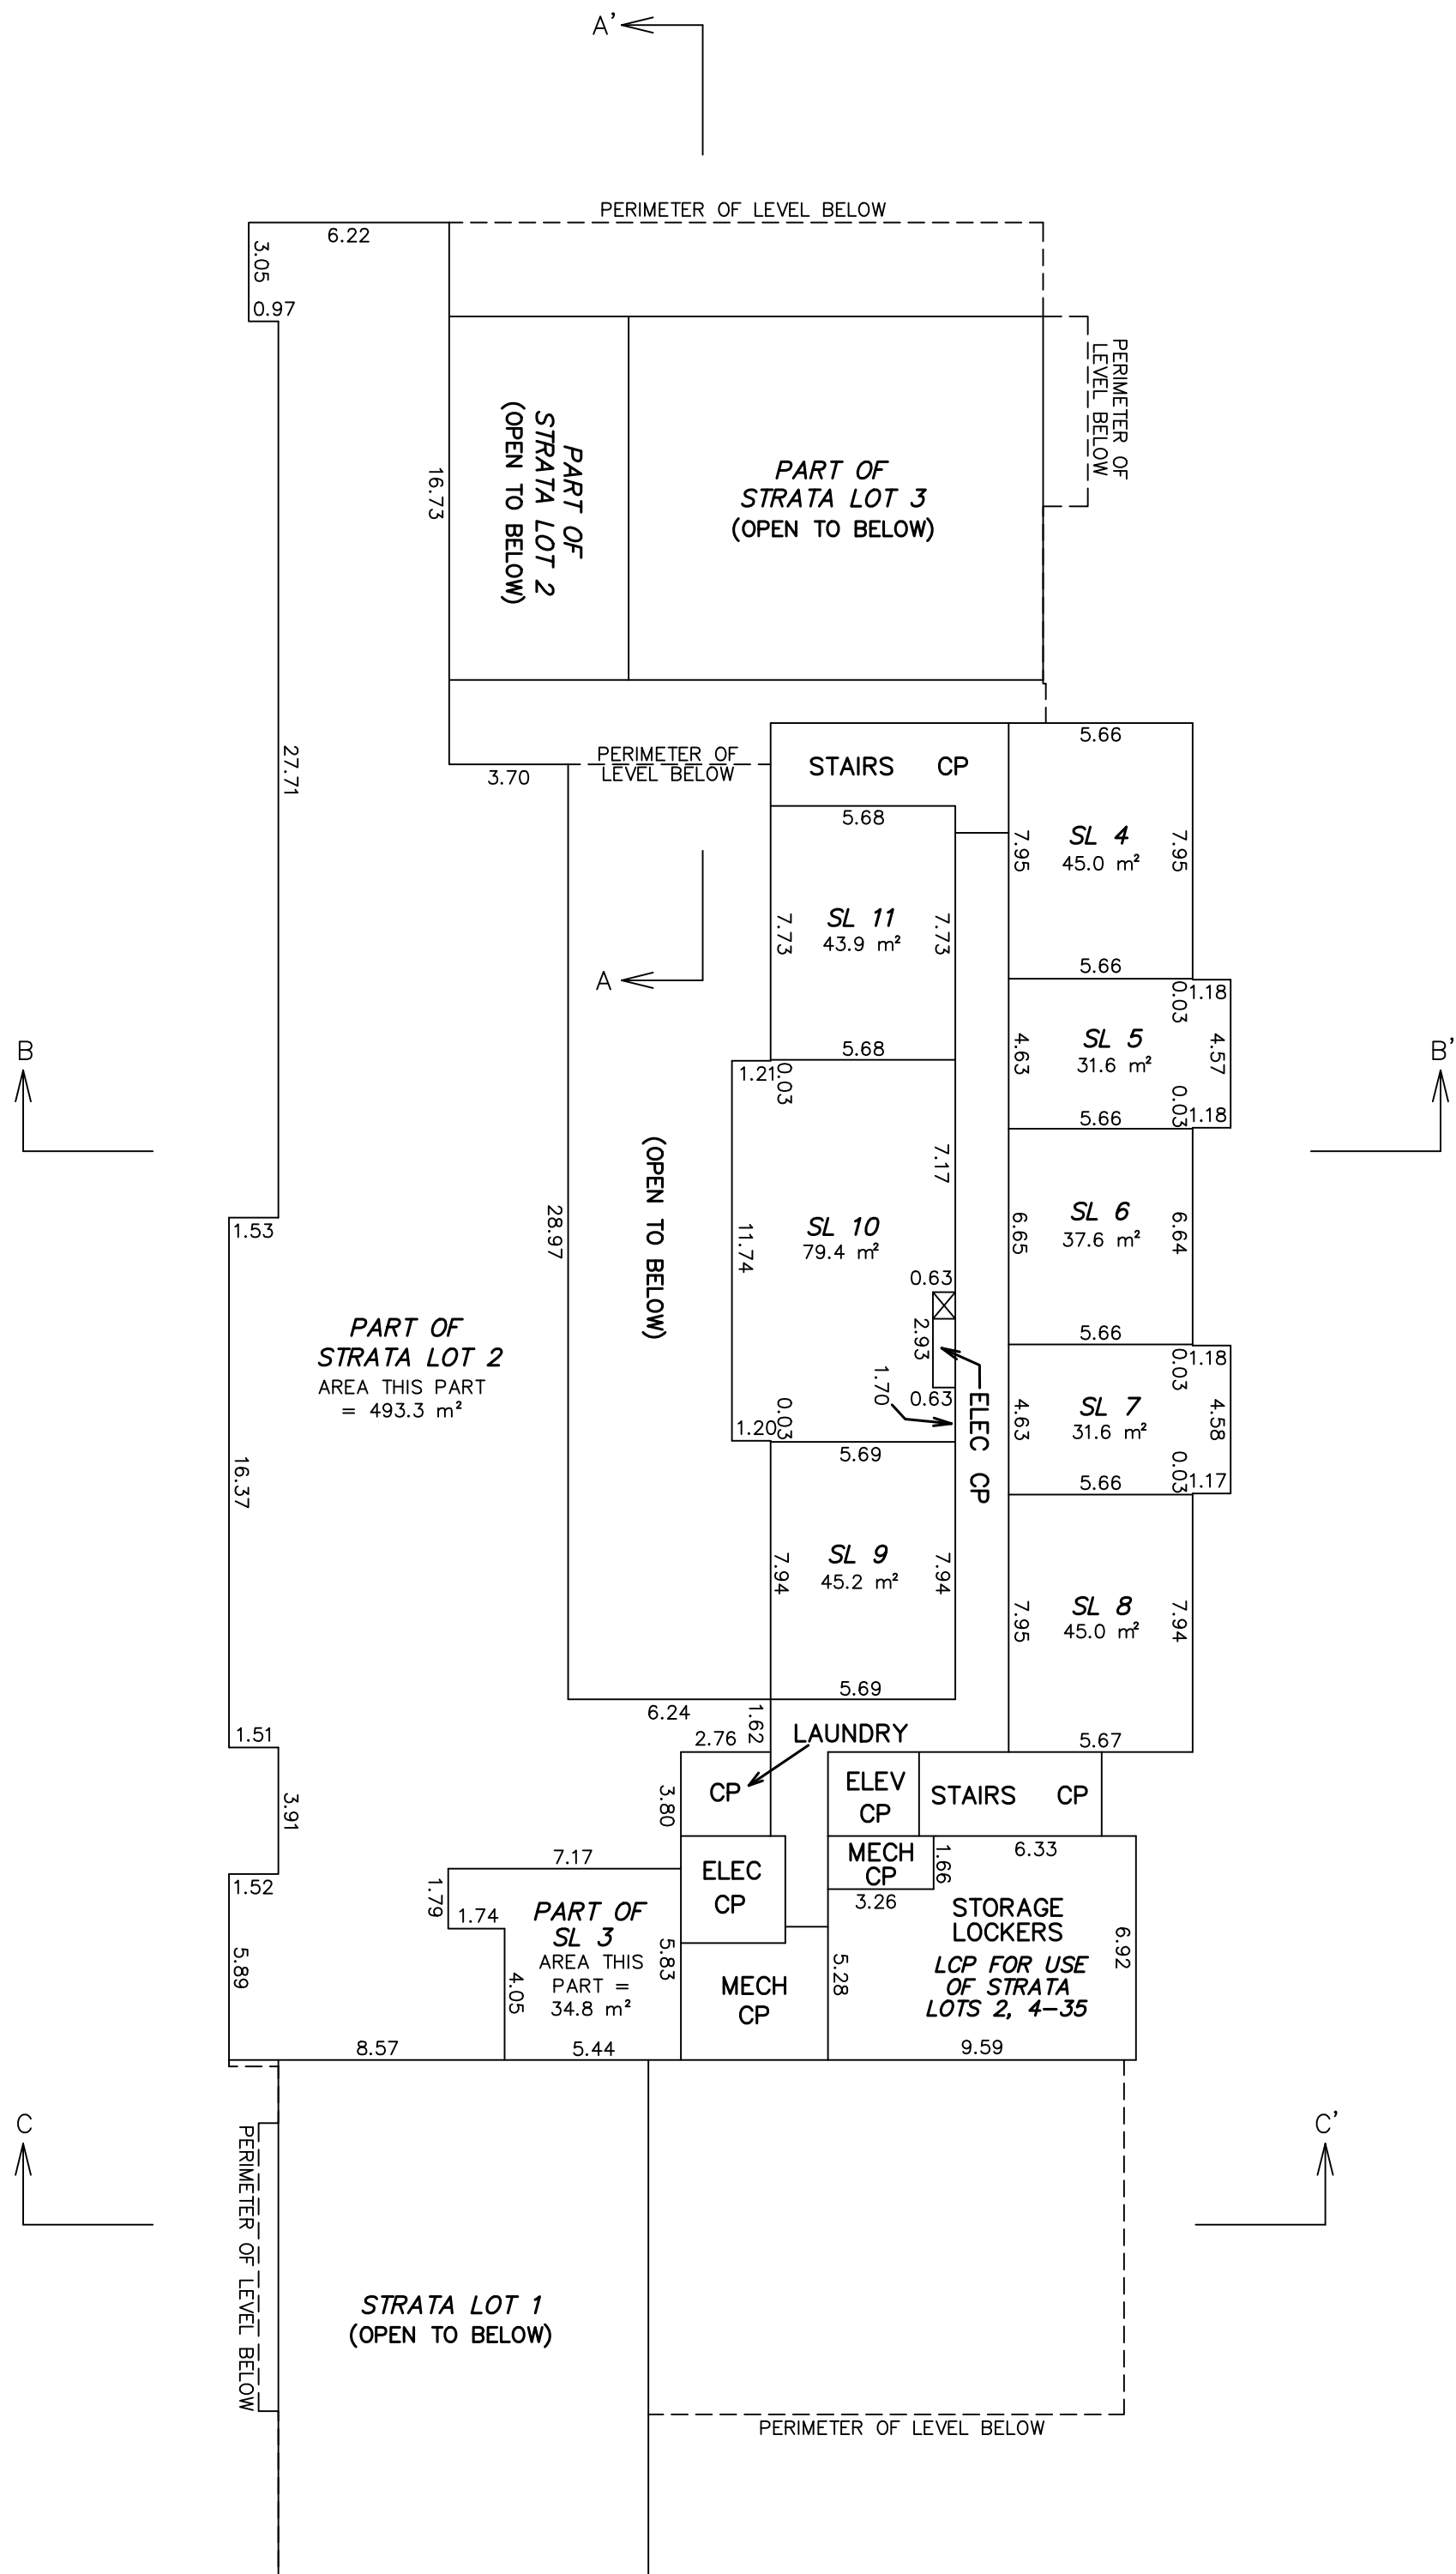 A'
PERIMETER OF LEVEL BELOW
6.22
3.05
0.97
PERIMETER OF
LEVEL BELOW
PART OF
STRATA LOT 2
(OPEN TO BELOW)
PART OF
STRATA LOT 3
(OPEN TO BELOW)
16.73
27.71
3.70
PERIMETER OF
LEVEL BELOW
STAIRS CP
5.66
5.68
7.95
SL 4
45.0 m²
7.95
7.73
SL 11
43.9 m²
7.73
5.66
A
0.03
1.18
5.68
4.63
SL 5
31.6 m²
4.57
B
B'
1.21
0.03
0.03
1.18
5.66
(OPEN TO BELOW)
7.17
28.97
11.74
SL 10
79.4 m²
6.65
SL 6
37.6 m²
6.64
1.53
0.63
2.93
5.66
1.18
0.03
PART OF
STRATA LOT 2
AREA THIS PART
= 493.3 m²
1.70
0.63
ELEC CP
4.63
SL 7
31.6 m²
4.58
1.20
0.03
5.69
0.03
1.17
5.66
16.37
7.94
SL 9
45.2 m²
7.94
7.95
SL 8
45.0 m²
7.94
5.69
6.24
1.62
1.51
2.76
LAUNDRY
5.67
3.91
3.80
CP
ELEV
CP
STAIRS CP
7.17
1.52
1.79
1.74
ELEC
CP
MECH
CP
1.66
6.33
3.26
PART OF
SL 3
AREA THIS
PART =
34.8 m²
5.83
STORAGE
LOCKERS
LCP FOR USE
OF STRATA
LOTS 2, 4-35
6.92
5.89
4.05
MECH
CP
5.28
8.57
5.44
9.59
C
C'
PERIMETER OF LEVEL BELOW
STRATA LOT 1
(OPEN TO BELOW)
PERIMETER OF LEVEL BELOW